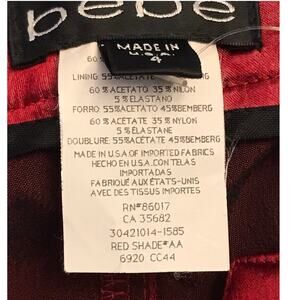 bebe
MADE IN
U.S.A.
4
60%
LINING 55% ACETATE 45% BEMBERG
60% ACETATO 35% NILON
5% ELASTANO
FORRO: 55% ACETATO 45% BEMBERG
60% ACETATE 35% NYLON
5% ELASTANE
DOUBLURE: 55% ACETATE 45% BEMBERG
MADE IN U.S.A OF IMPORTED FABRICS
HECHO EN U.S.A. CON TELAS
IMPORTADAS
FABRIQUÉ AUX ÉTATS-UNIS
AVEC DES TISSUS IMPORTES
RN#86017
CA 35682
30421014-1585
RED SHADE*AA
6920 CC44